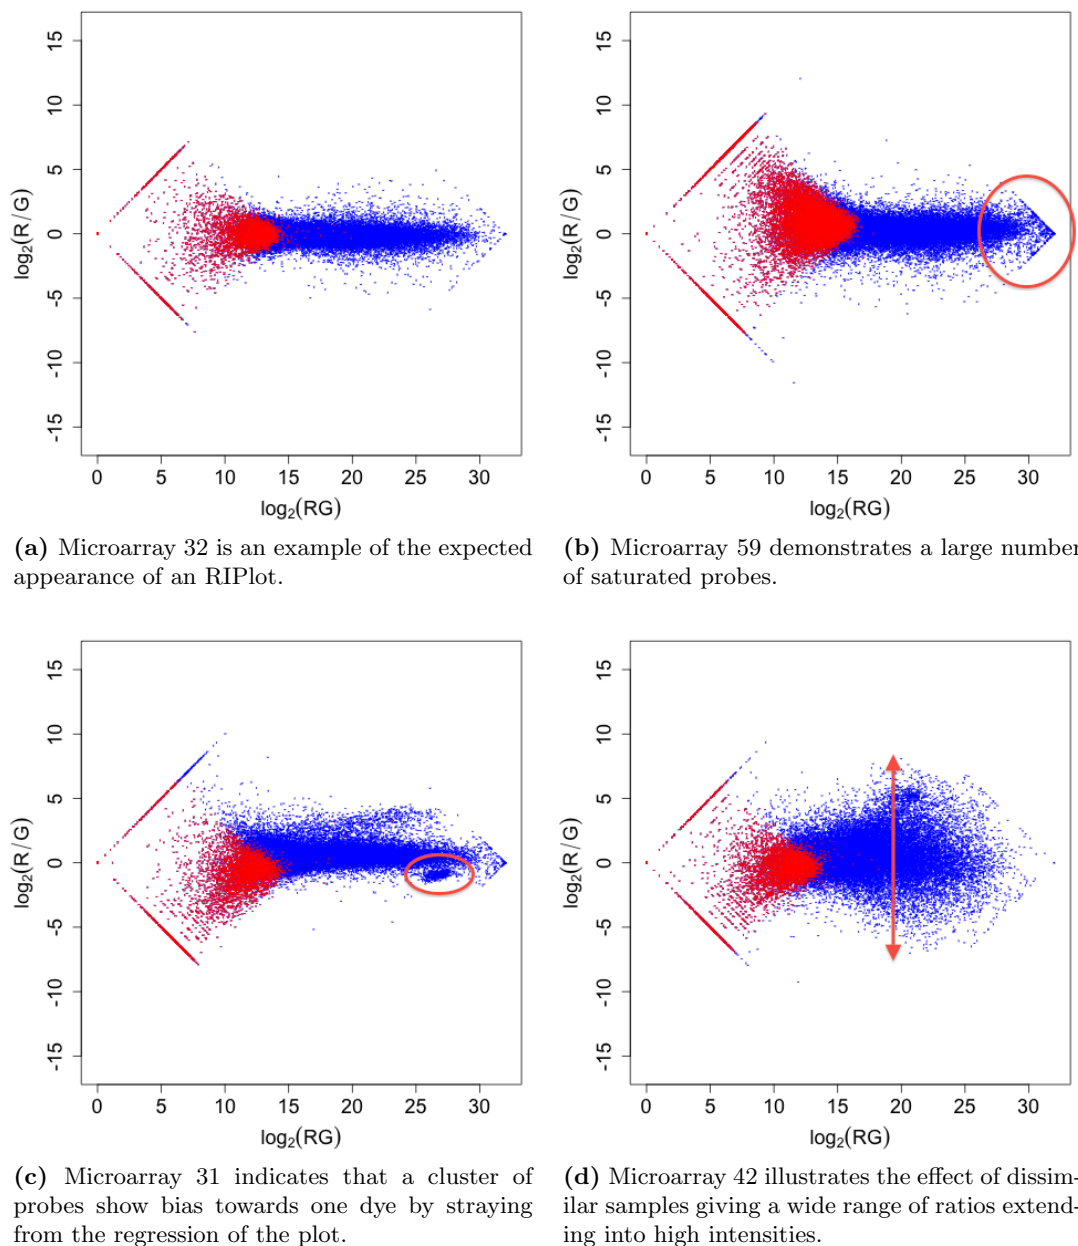 15
10
5
0
-5
-10
-15
log2(R/G)
0 5 10 15 20 25 30
log2(RG)
(a) Microarray 32 is an example of the expected
appearance of an RIPlot.
15
10
5
0
-5
-10
-15
log2(R/G)
0 5 10 15 20 25 30
log2(RG)
(b) Microarray 59 demonstrates a large number
of saturated probes.
15
10
5
0
-5
-10
-15
log2(R/G)
0 5 10 15 20 25 30
log2(RG)
(c) Microarray 31 indicates that a cluster of
probes show bias towards one dye by straying
from the regression of the plot.
15
10
5
0
-5
-10
-15
log2(R/G)
0 5 10 15 20 25 30
log2(RG)
(d) Microarray 42 illustrates the effect of dissim-
ilar samples giving a wide range of ratios extend-
ing into high intensities.